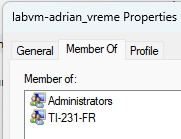 labvm-adrian_vreme Properties
General Member Of Profile
Member of:
Administrators
TI-231-FR